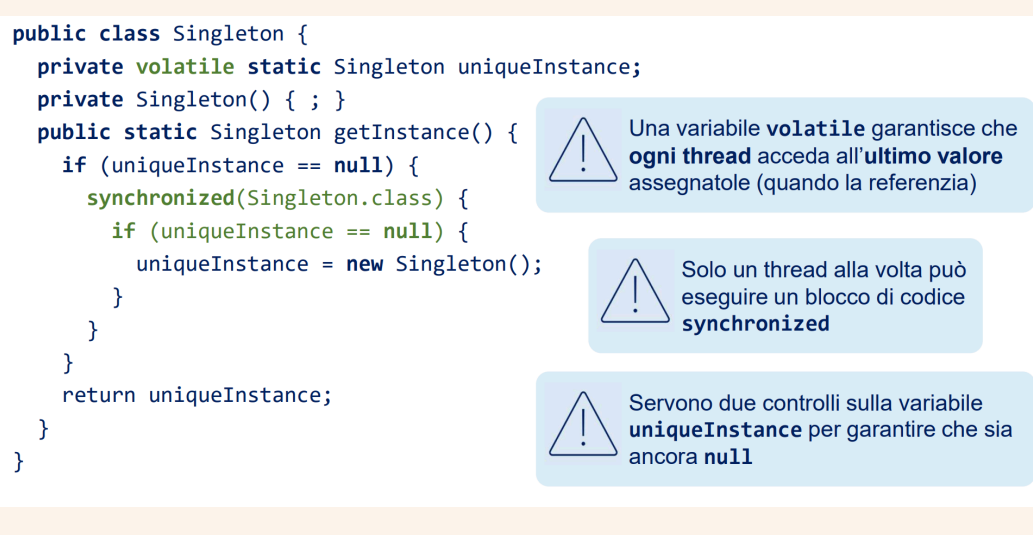 public class Singleton {
private volatile static Singleton uniqueInstance;
private Singleton() { ; }
public static Singleton getInstance() {
if (uniqueInstance == null) {
synchronized(Singleton.class) {
if (uniqueInstance == null) {
uniqueInstance = new Singleton();
}
}
}
return uniqueInstance;
}
}
Una variabile volatile garantisce che
ogni thread acceda all'ultimo valore
assegnatole (quando la referenzia)
Solo un thread alla volta può
eseguire un blocco di codice
synchronized
Servono due controlli sulla variabile
uniqueInstance per garantire che sia
ancora null